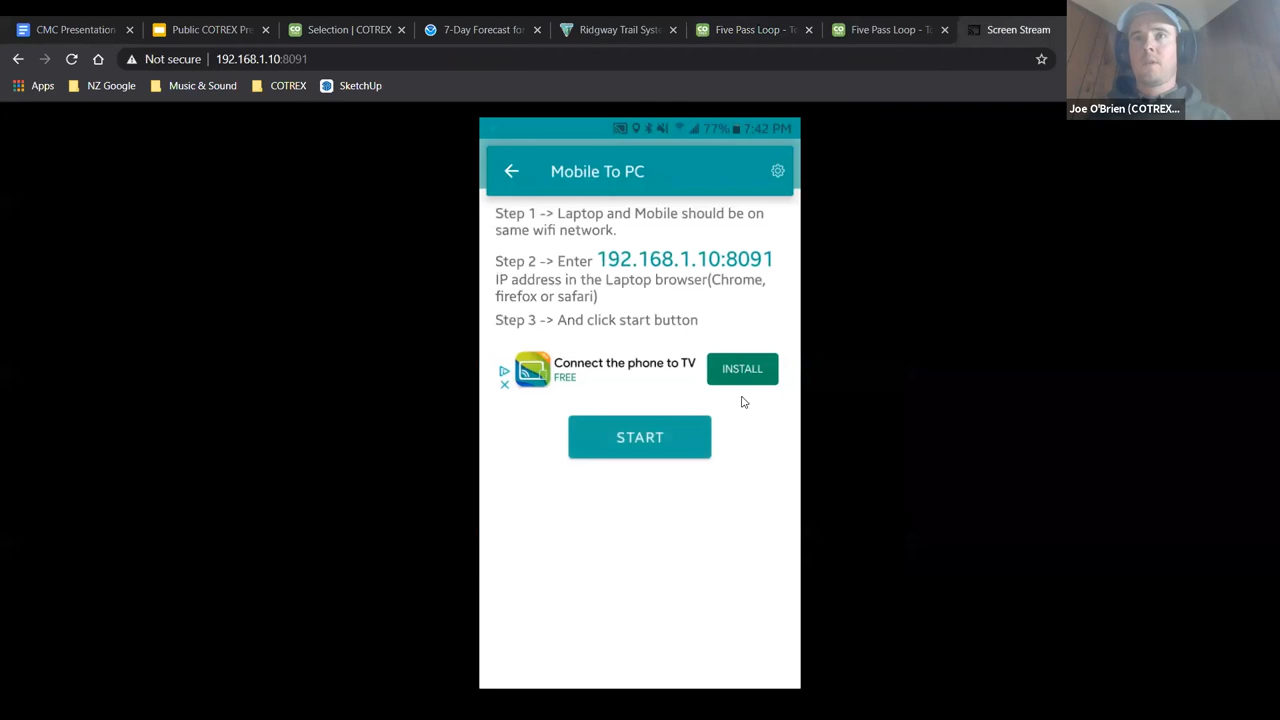 CMC Presentation
Public COTREX Pre
Selection | COTREX
7-Day Forecast for
Ridgway Trail Syste
Five Pass Loop - To
Five Pass Loop - To
Screen Stream
Not secure | 192.168.1.10:8091
Apps
NZ Google
Music & Sound
COTREX
SketchUp
Joe O'Brien (COTREX...
77% 7:42 PM
Mobile To PC
Step 1 -> Laptop and Mobile should be on
same wifi network.
Step 2 -> Enter 192.168.1.10:8091
IP address in the Laptop browser(Chrome,
firefox or safari)
Step 3 -> And click start button
Connect the phone to TV
FREE
INSTALL
START